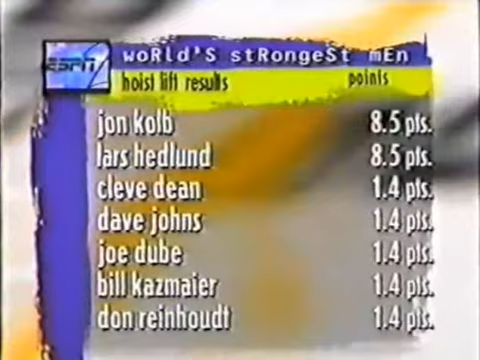 ESPN2
woRld'S stRongeSt mEn
hoist lift results points
jon kolb 8.5 pts.
lars hedlund 8.5 pts.
cleve dean 1.4 pts.
dave johns 1.4 pts.
joe dube 1.4 pts.
bill kazmaier 1.4 pts.
don reinhoudt 1.4 pts.